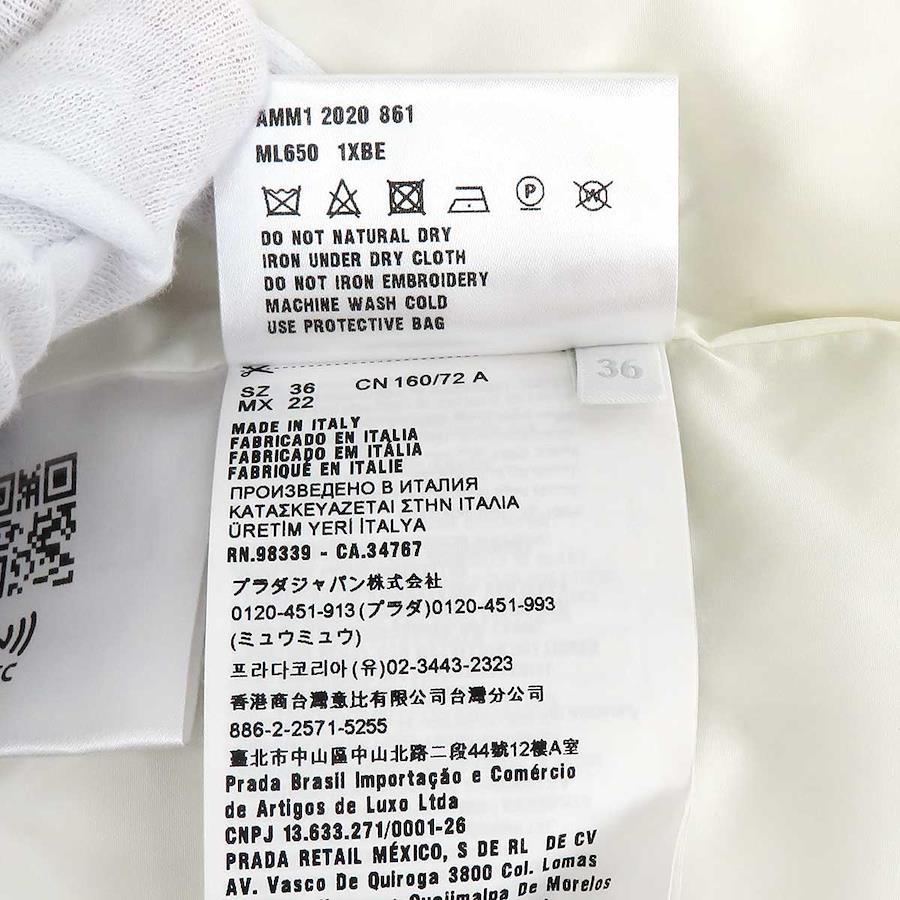 AMM1 2020 861
ML650 1XBE
P
W
DO NOT NATURAL DRY
IRON UNDER DRY CLOTH
DO NOT IRON EMBROIDERY
MACHINE WASH COLD
USE PROTECTIVE BAG
36
SZ 36 CN 160/72 A
MX 22
MADE IN ITALY
FABRICADO EN ITALIA
FABRICADO EM ITÁLIA
FABRIQUÉ EN ITALIE
ПРОИЗВЕДЕНО В ИТАЛИЯ
ΚΑΤΑΣΚΕΥΑΖΕΤΑΙ ΣΤΗΝ ΙΤΑΛΙΑ
ÜRETİM YERİ İTALYA
RN.98339 - CA.34767
プラダジャパン株式会社
0120-451-913(プラダ)0120-451-993
(ミュウミュウ)
프라다코리아(유)02-3443-2323
香港商台灣意比有限公司台灣分公司
886-2-2571-5255
臺北市中山區中山北路二段44號12樓A室
Prada Brasil Importação e Comércio
de Artigos de Luxo Ltda
CNPJ 13.633.271/0001-26
PRADA RETAIL MÉXICO, S DE RL DE CV
AV. Vasco De Quiroga 3800 Col. Lomas
Cuajimalpa De Morelos